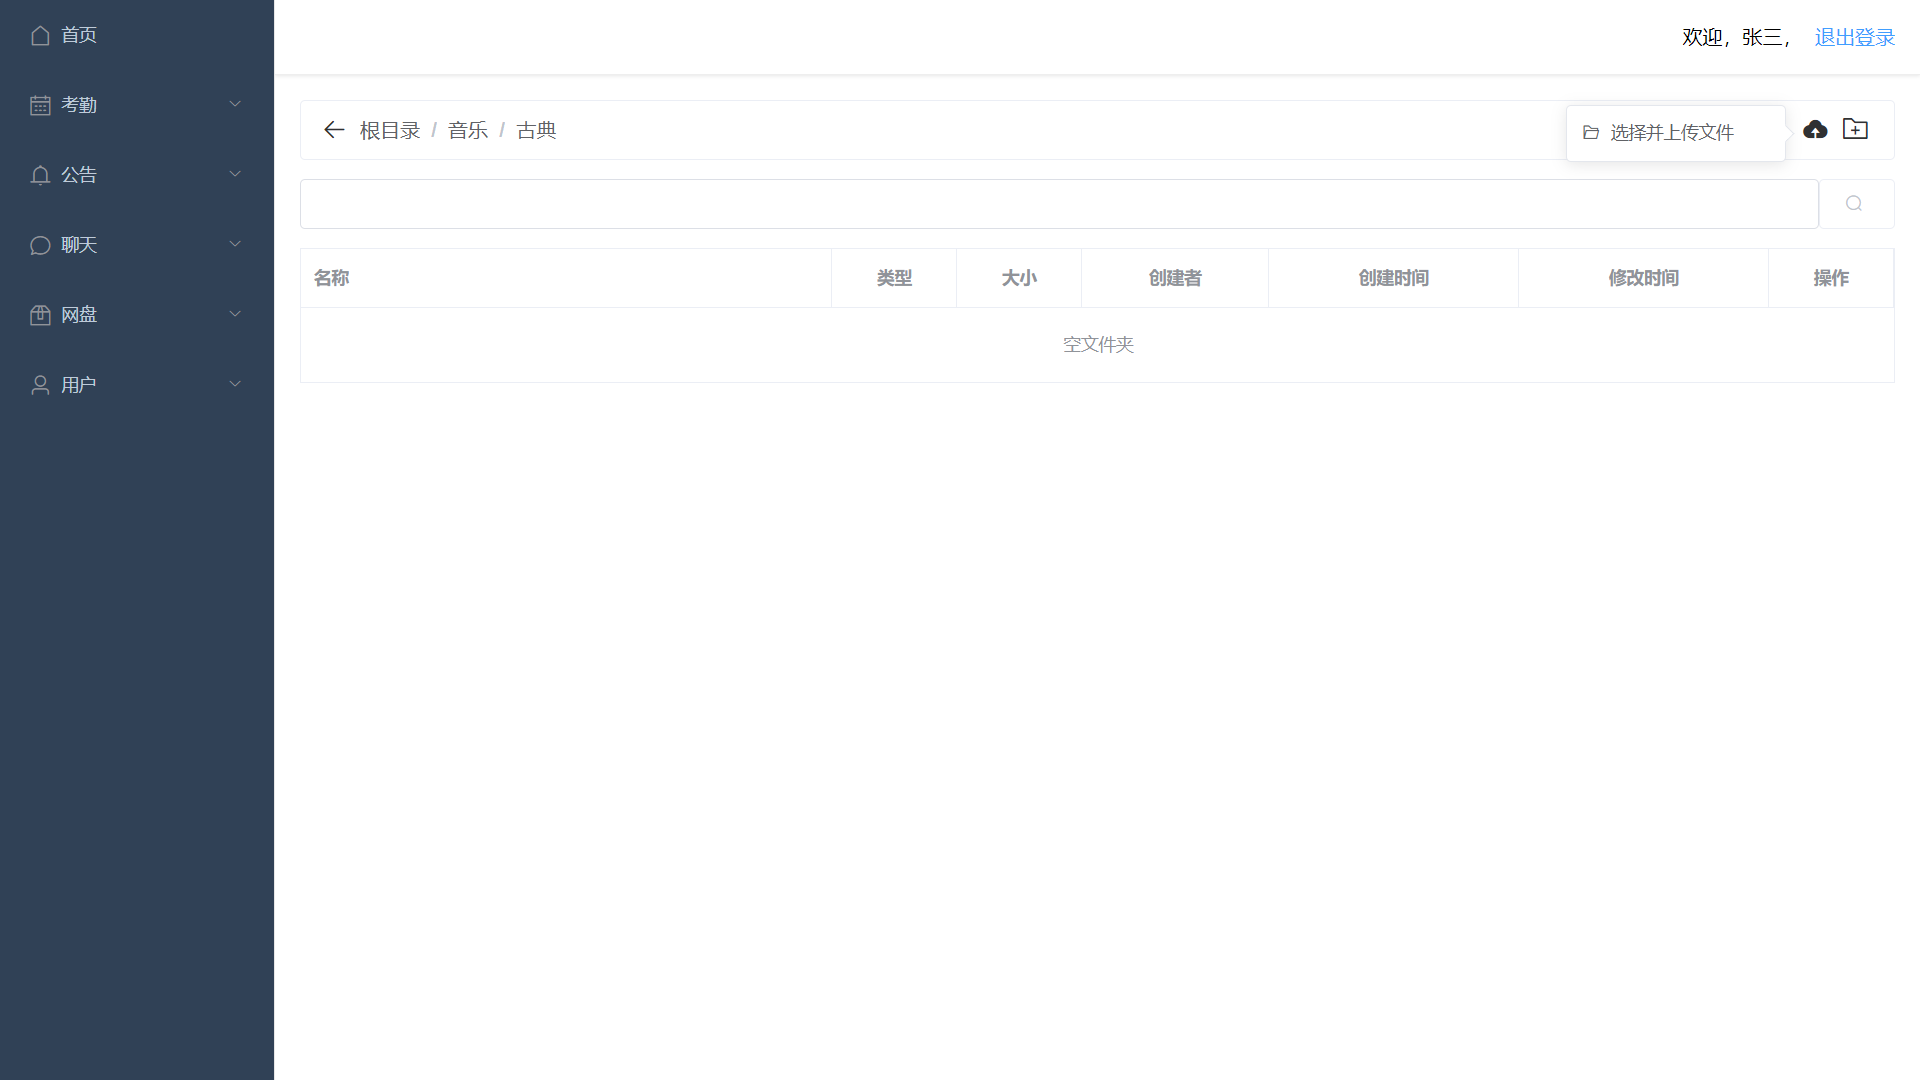 首页
考勤
公告
聊天
网盘
用户
欢迎，张三， 退出登录
根目录 / 音乐 / 古典
选择并上传文件
名称 类型 大小 创建者 创建时间 修改时间 操作
空文件夹